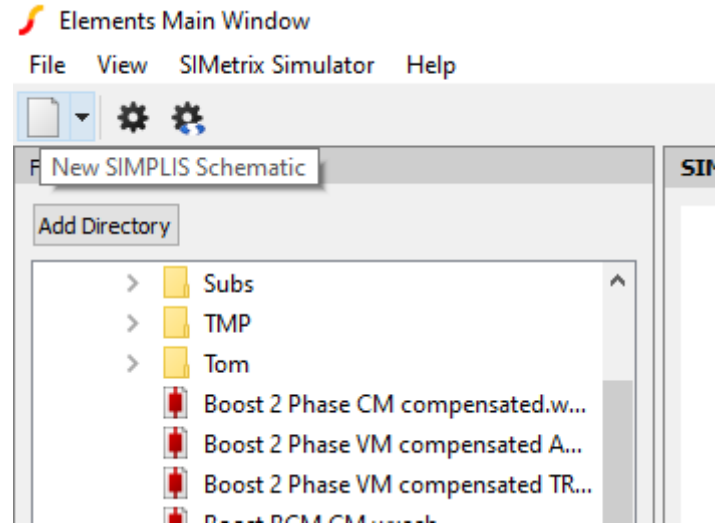 Elements Main Window
File View SIMetrix Simulator Help
New SIMPLIS Schematic
Add Directory
Subs
TMP
Tom
Boost 2 Phase CM compensated.w...
Boost 2 Phase VM compensated A...
Boost 2 Phase VM compensated TR...